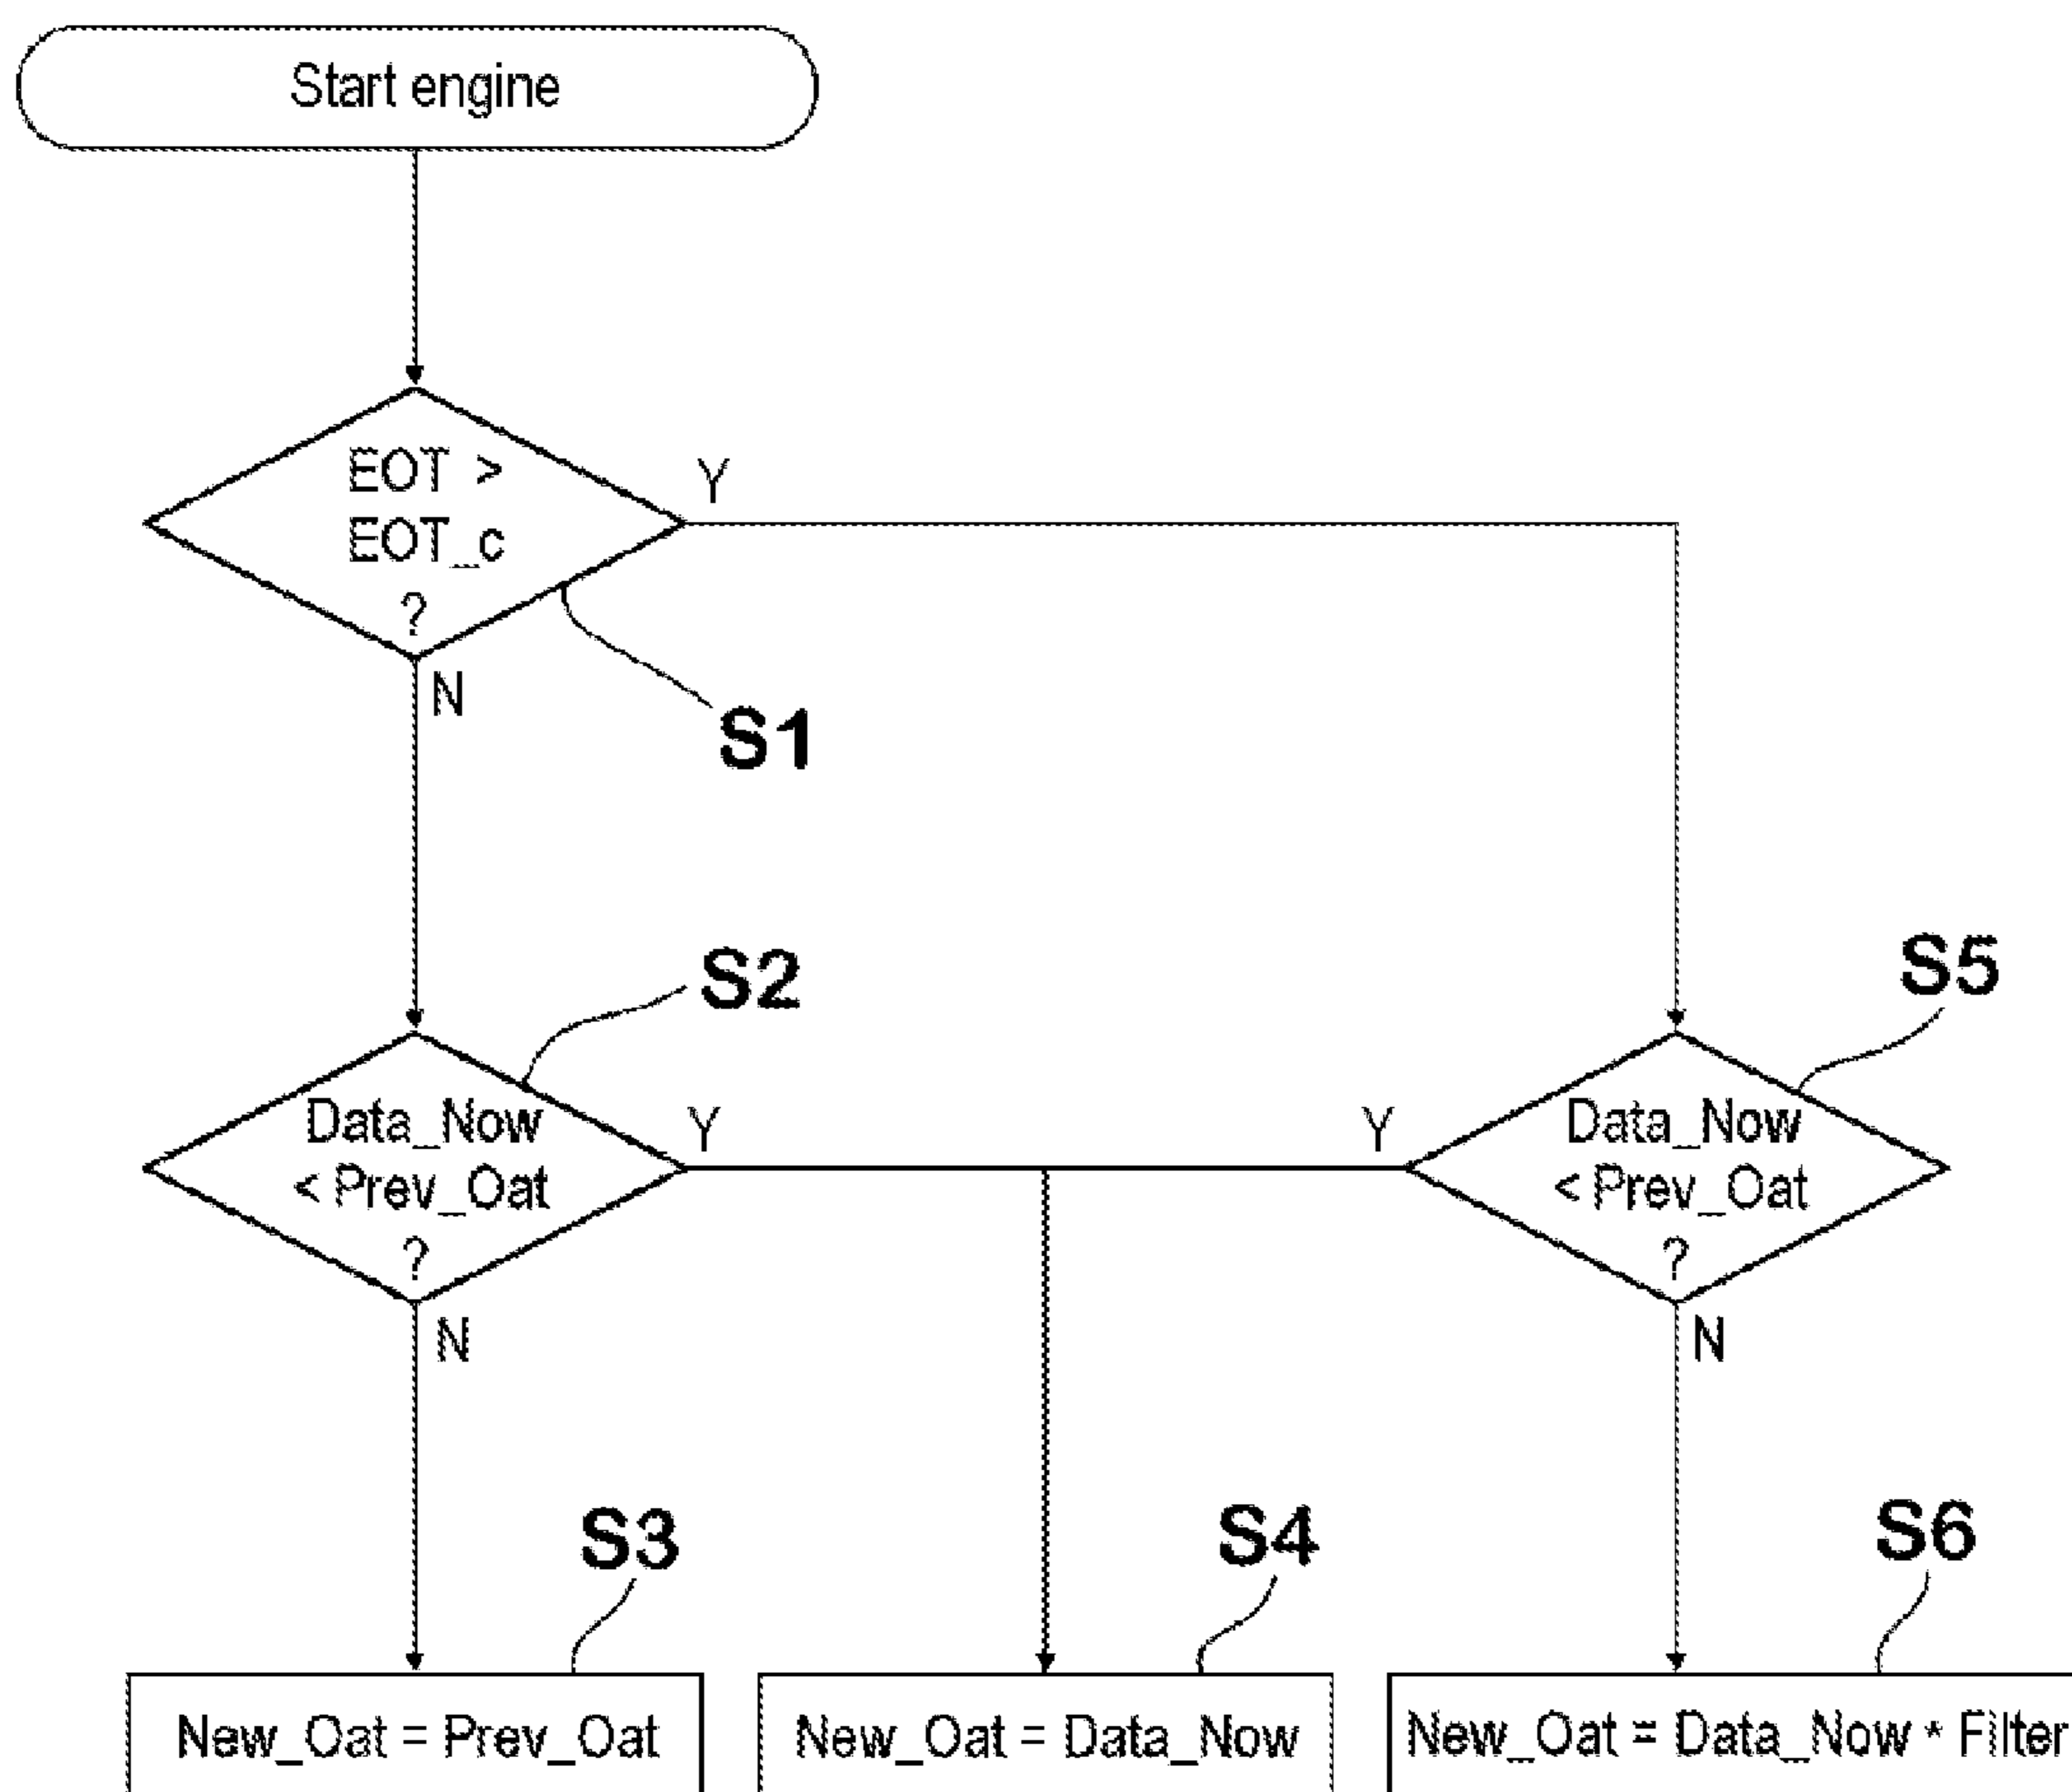 Start engine
EOT >
EOT_c
?
Y
N
S1
S2
S5
Data_Now
< Prev_Oat
?
Y
N
Y
Data_Now
< Prev_Oat
?
N
S3
S4
S6
New_Oat = Prev_Oat
New_Oat = Data_Now
New_Oat = Data_Now * Filter